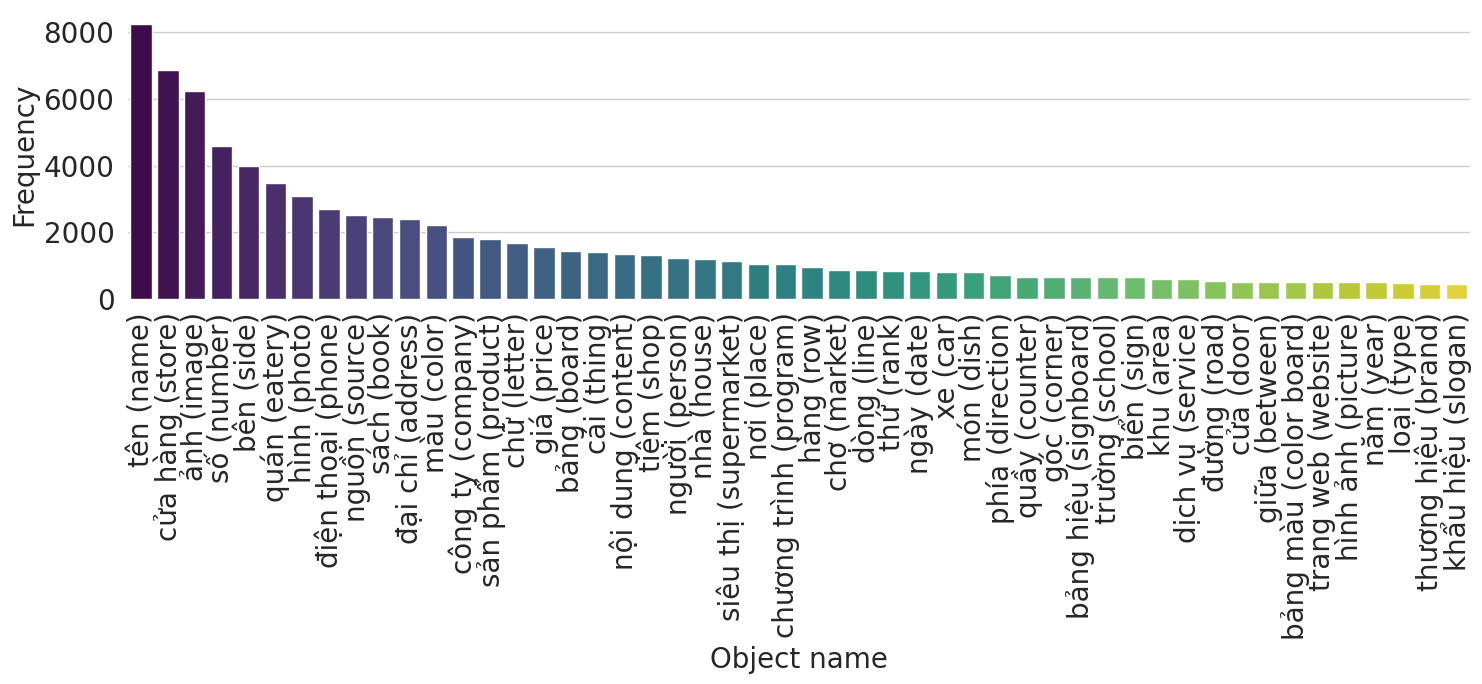 Frequency
8000
6000
4000
2000
0
tên (name)
cửa hàng (store)
ảnh (image)
số (number)
bên (side)
quán (eatery)
hình (photo)
điện thoại (phone)
nguồn (source)
sách (book)
đại chỉ (address)
màu (color)
công ty (company)
sản phẩm (product)
chữ (letter)
giá (price)
bảng (board)
cái (thing)
nội dung (content)
tiệm (shop)
người (person)
nhà (house)
siêu thị (supermarket)
nơi (place)
chương trình (program)
hàng (row)
chợ (market)
dòng (line)
thứ (rank)
ngày (date)
xe (car)
món (dish)
phía (direction)
quầy (counter)
góc (corner)
bảng hiệu (signboard)
trường (school)
biển (sign)
khu (area)
dịch vụ (service)
đường (road)
cửa (door)
giữa (between)
bảng màu (color board)
trang web (website)
hình ảnh (picture)
năm (year)
loại (type)
thương hiệu (brand)
khẩu hiệu (slogan)
Object name